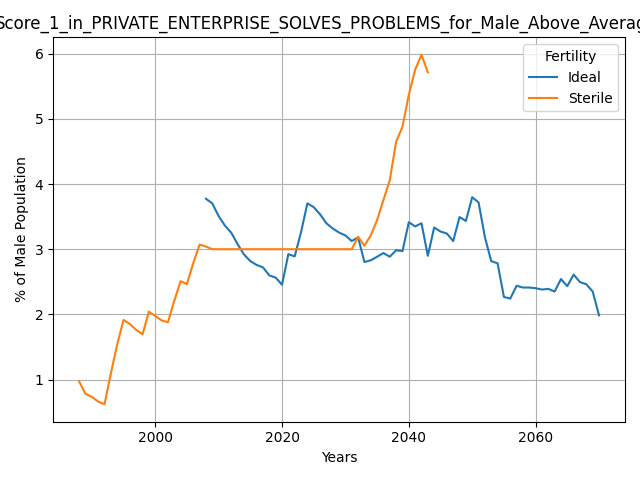 Score_1_in_PRIVATE_ENTERPRISE_SOLVES_PROBLEMS_for_Male_Above_Averag
6
5
4
3
2
1
% of Male Population
Fertility
Ideal
Sterile
2000 2020 2040 2060
Years